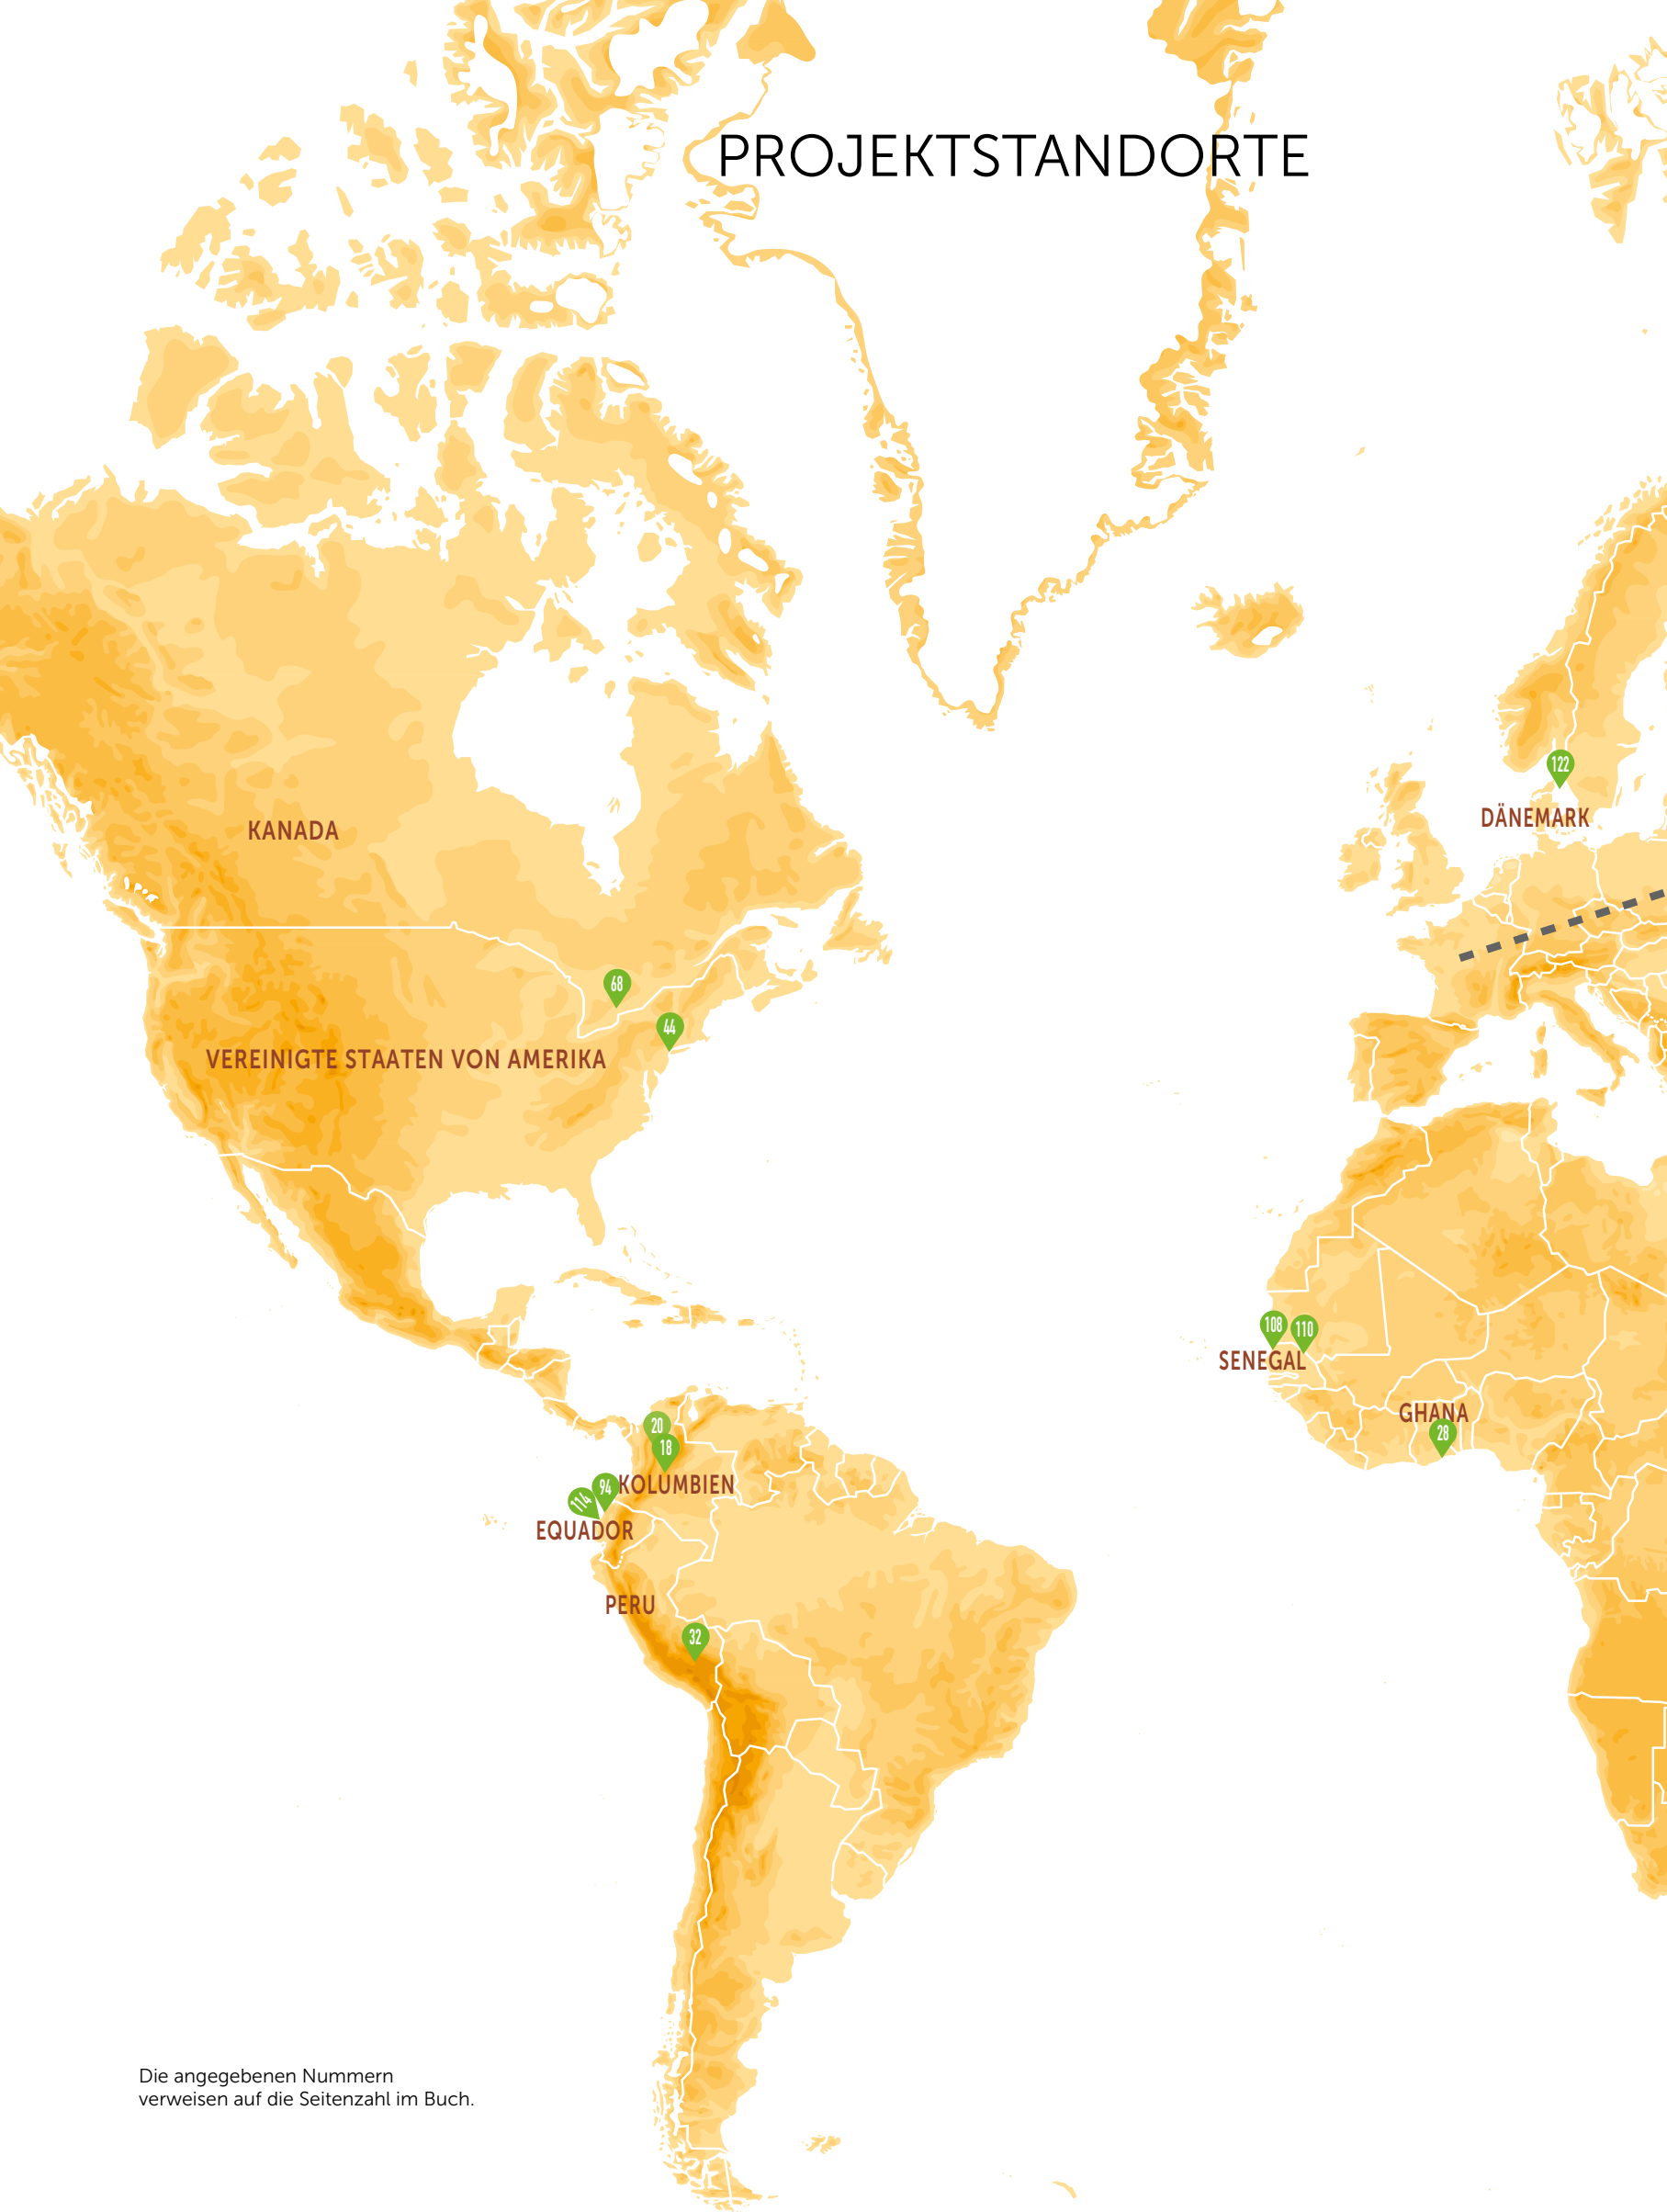 PROJEKTSTANDORTE
122
DÄNEMARK
KANADA
68
44
VEREINIGTE STAATEN VON AMERIKA
108
110
SENEGAL
GHANA
28
20
18
KOLUMBIEN
94
114
EQUADOR
PERU
32
Die angegebenen Nummern
verweisen auf die Seitenzahl im Buch.